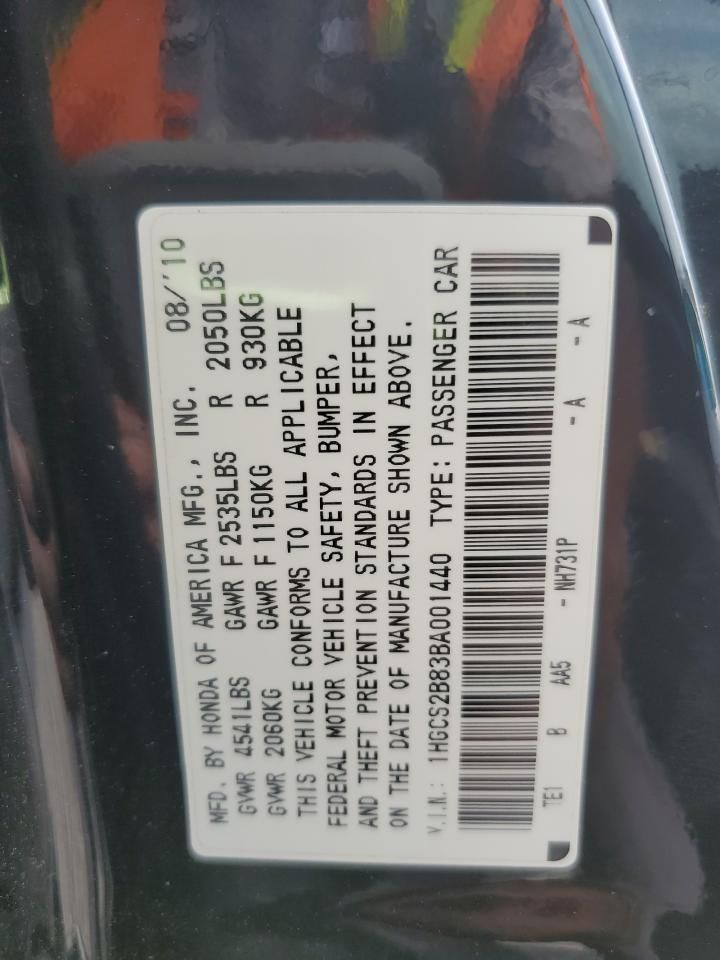 MFD. BY HONDA OF AMERICA MFG., INC. 08/'10
GVWR 4541LBS GAWR F 2535LBS R 2050LBS
GVWR 2060KG GAWR F 1150KG R 930KG
THIS VEHICLE CONFORMS TO ALL APPLICABLE
FEDERAL MOTOR VEHICLE SAFETY, BUMPER,
AND THEFT PREVENTION STANDARDS IN EFFECT
ON THE DATE OF MANUFACTURE SHOWN ABOVE.
V.I.N.: 1HGCS2B83BA001440 TYPE: PASSENGER CAR
TE1 B AA5 - NH731P - A - A